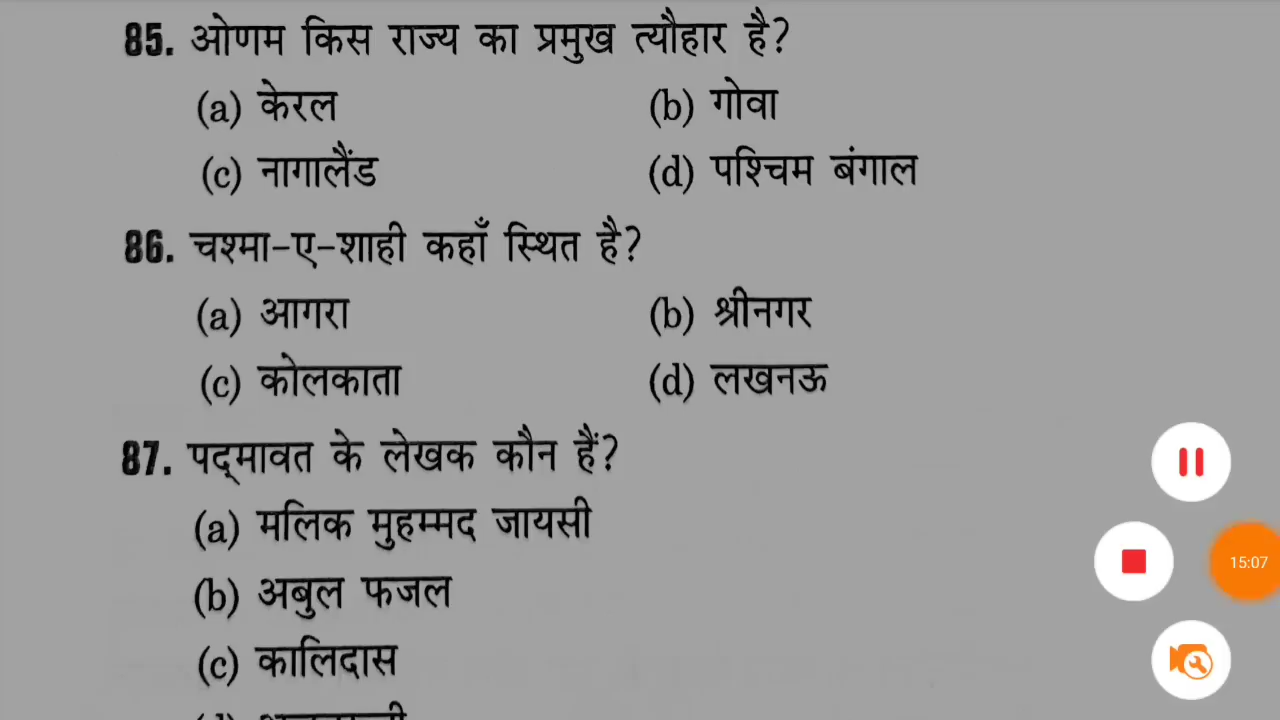 85. ओणम किस राज्य का प्रमुख त्यौहार है?
(a) केरल (b) गोवा
(c) नागालैंड (d) पश्चिम बंगाल
86. चश्मा-ए-शाही कहाँ स्थित है?
(a) आगरा (b) श्रीनगर
(c) कोलकाता (d) लखनऊ
87. पद्मावत के लेखक कौन हैं?
(a) मलिक मुहम्मद जायसी
(b) अबुल फजल
(c) कालिदास
15:07